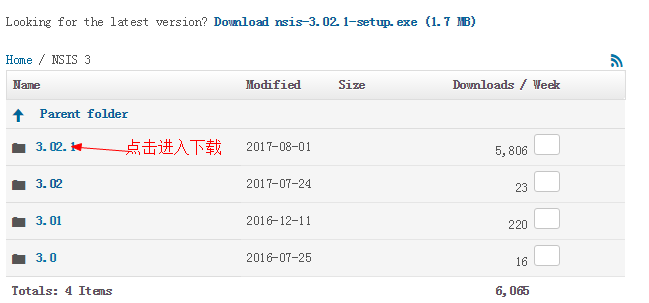 Looking for the latest version? Download nsis-3.02.1-setup.exe (1.7 MB)
Home / NSIS 3
Name Modified Size Downloads / Week
Parent folder
3.02.1 点击进入下载 2017-08-01 5,806
3.02 2017-07-24 23
3.01 2016-12-11 220
3.0 2016-07-25 16
Totals: 4 Items 6,065